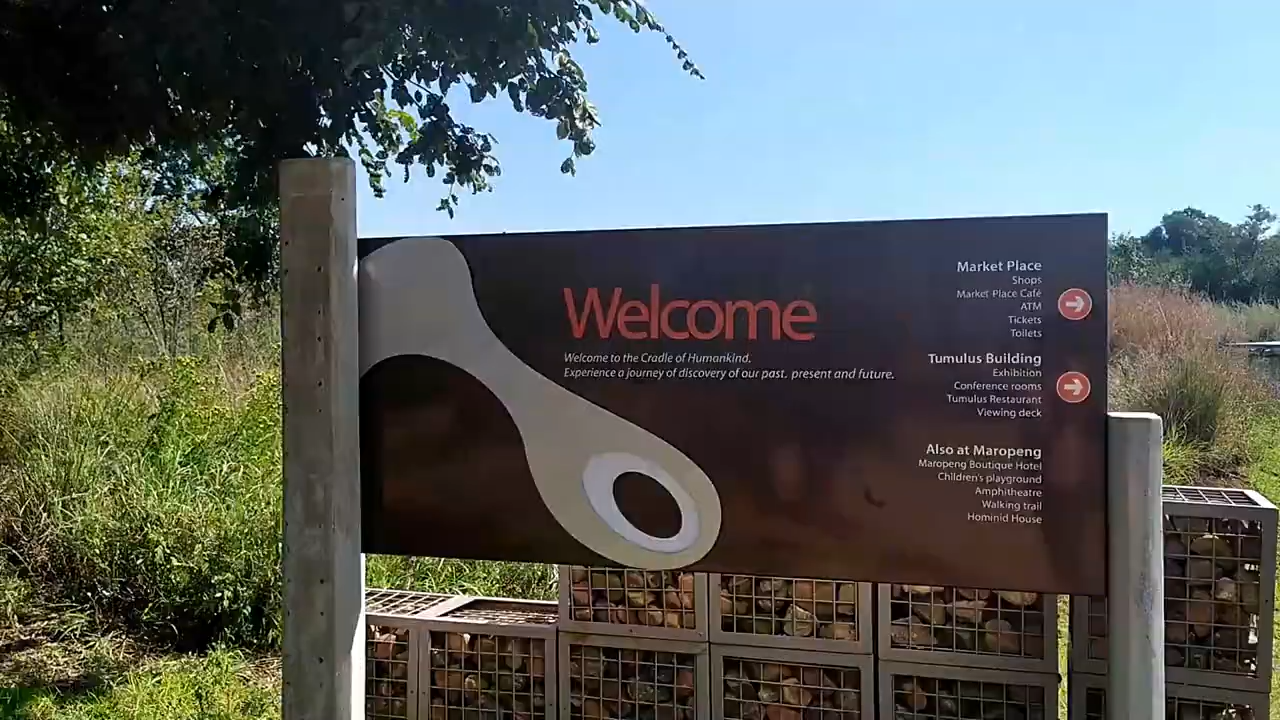 Welcome
Welcome to the Cradle of Humankind.
Experience a journey of discovery of our past, present and future.
Market Place
Shops
Market Place Café
ATM
Tickets
Toilets
Tumulus Building
Exhibition
Conference rooms
Tumulus Restaurant
Viewing deck
Also at Maropeng
Maropeng Boutique Hotel
Children's playground
Amphitheatre
Walking trail
Hominid House